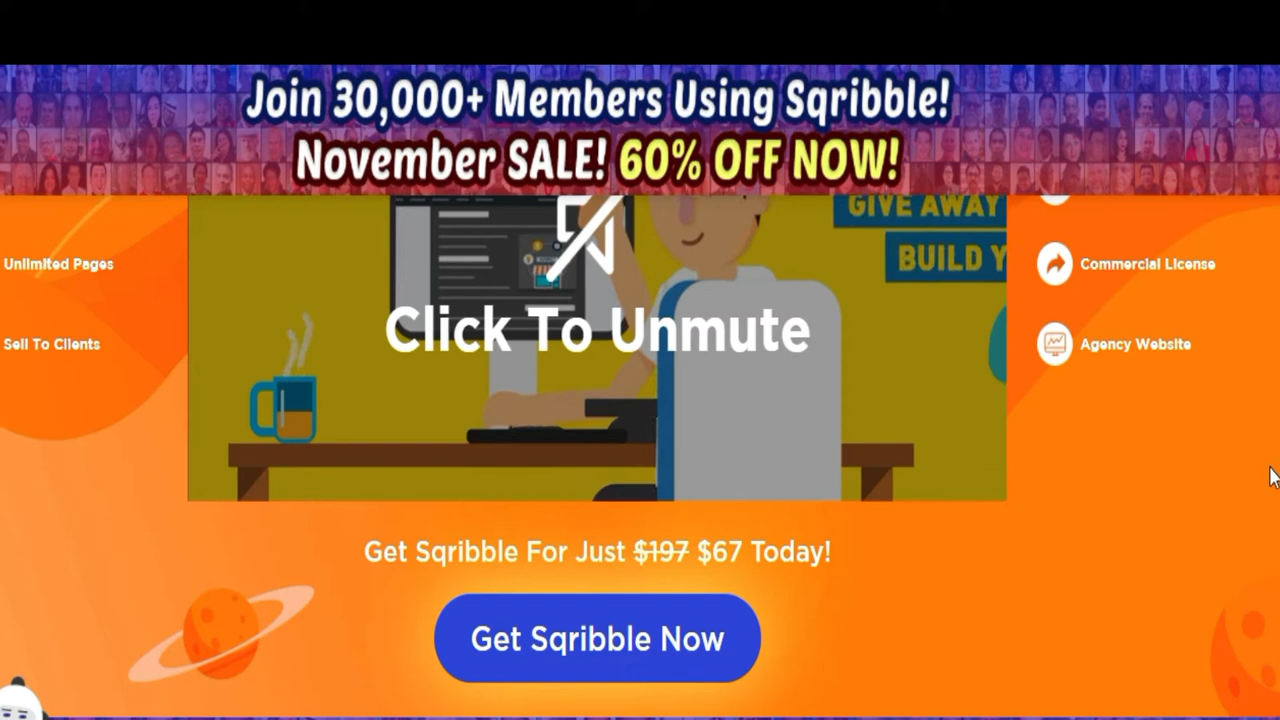 Join 30,000+ Members Using Sqribble!
November SALE! 60% OFF NOW!
GIVE AWAY
BUILD Y
Unlimited Pages
Commercial License
Click To Unmute
Sell To Clients
Agency Website
Get Sqribble For Just $197 $67 Today!
Get Sqribble Now